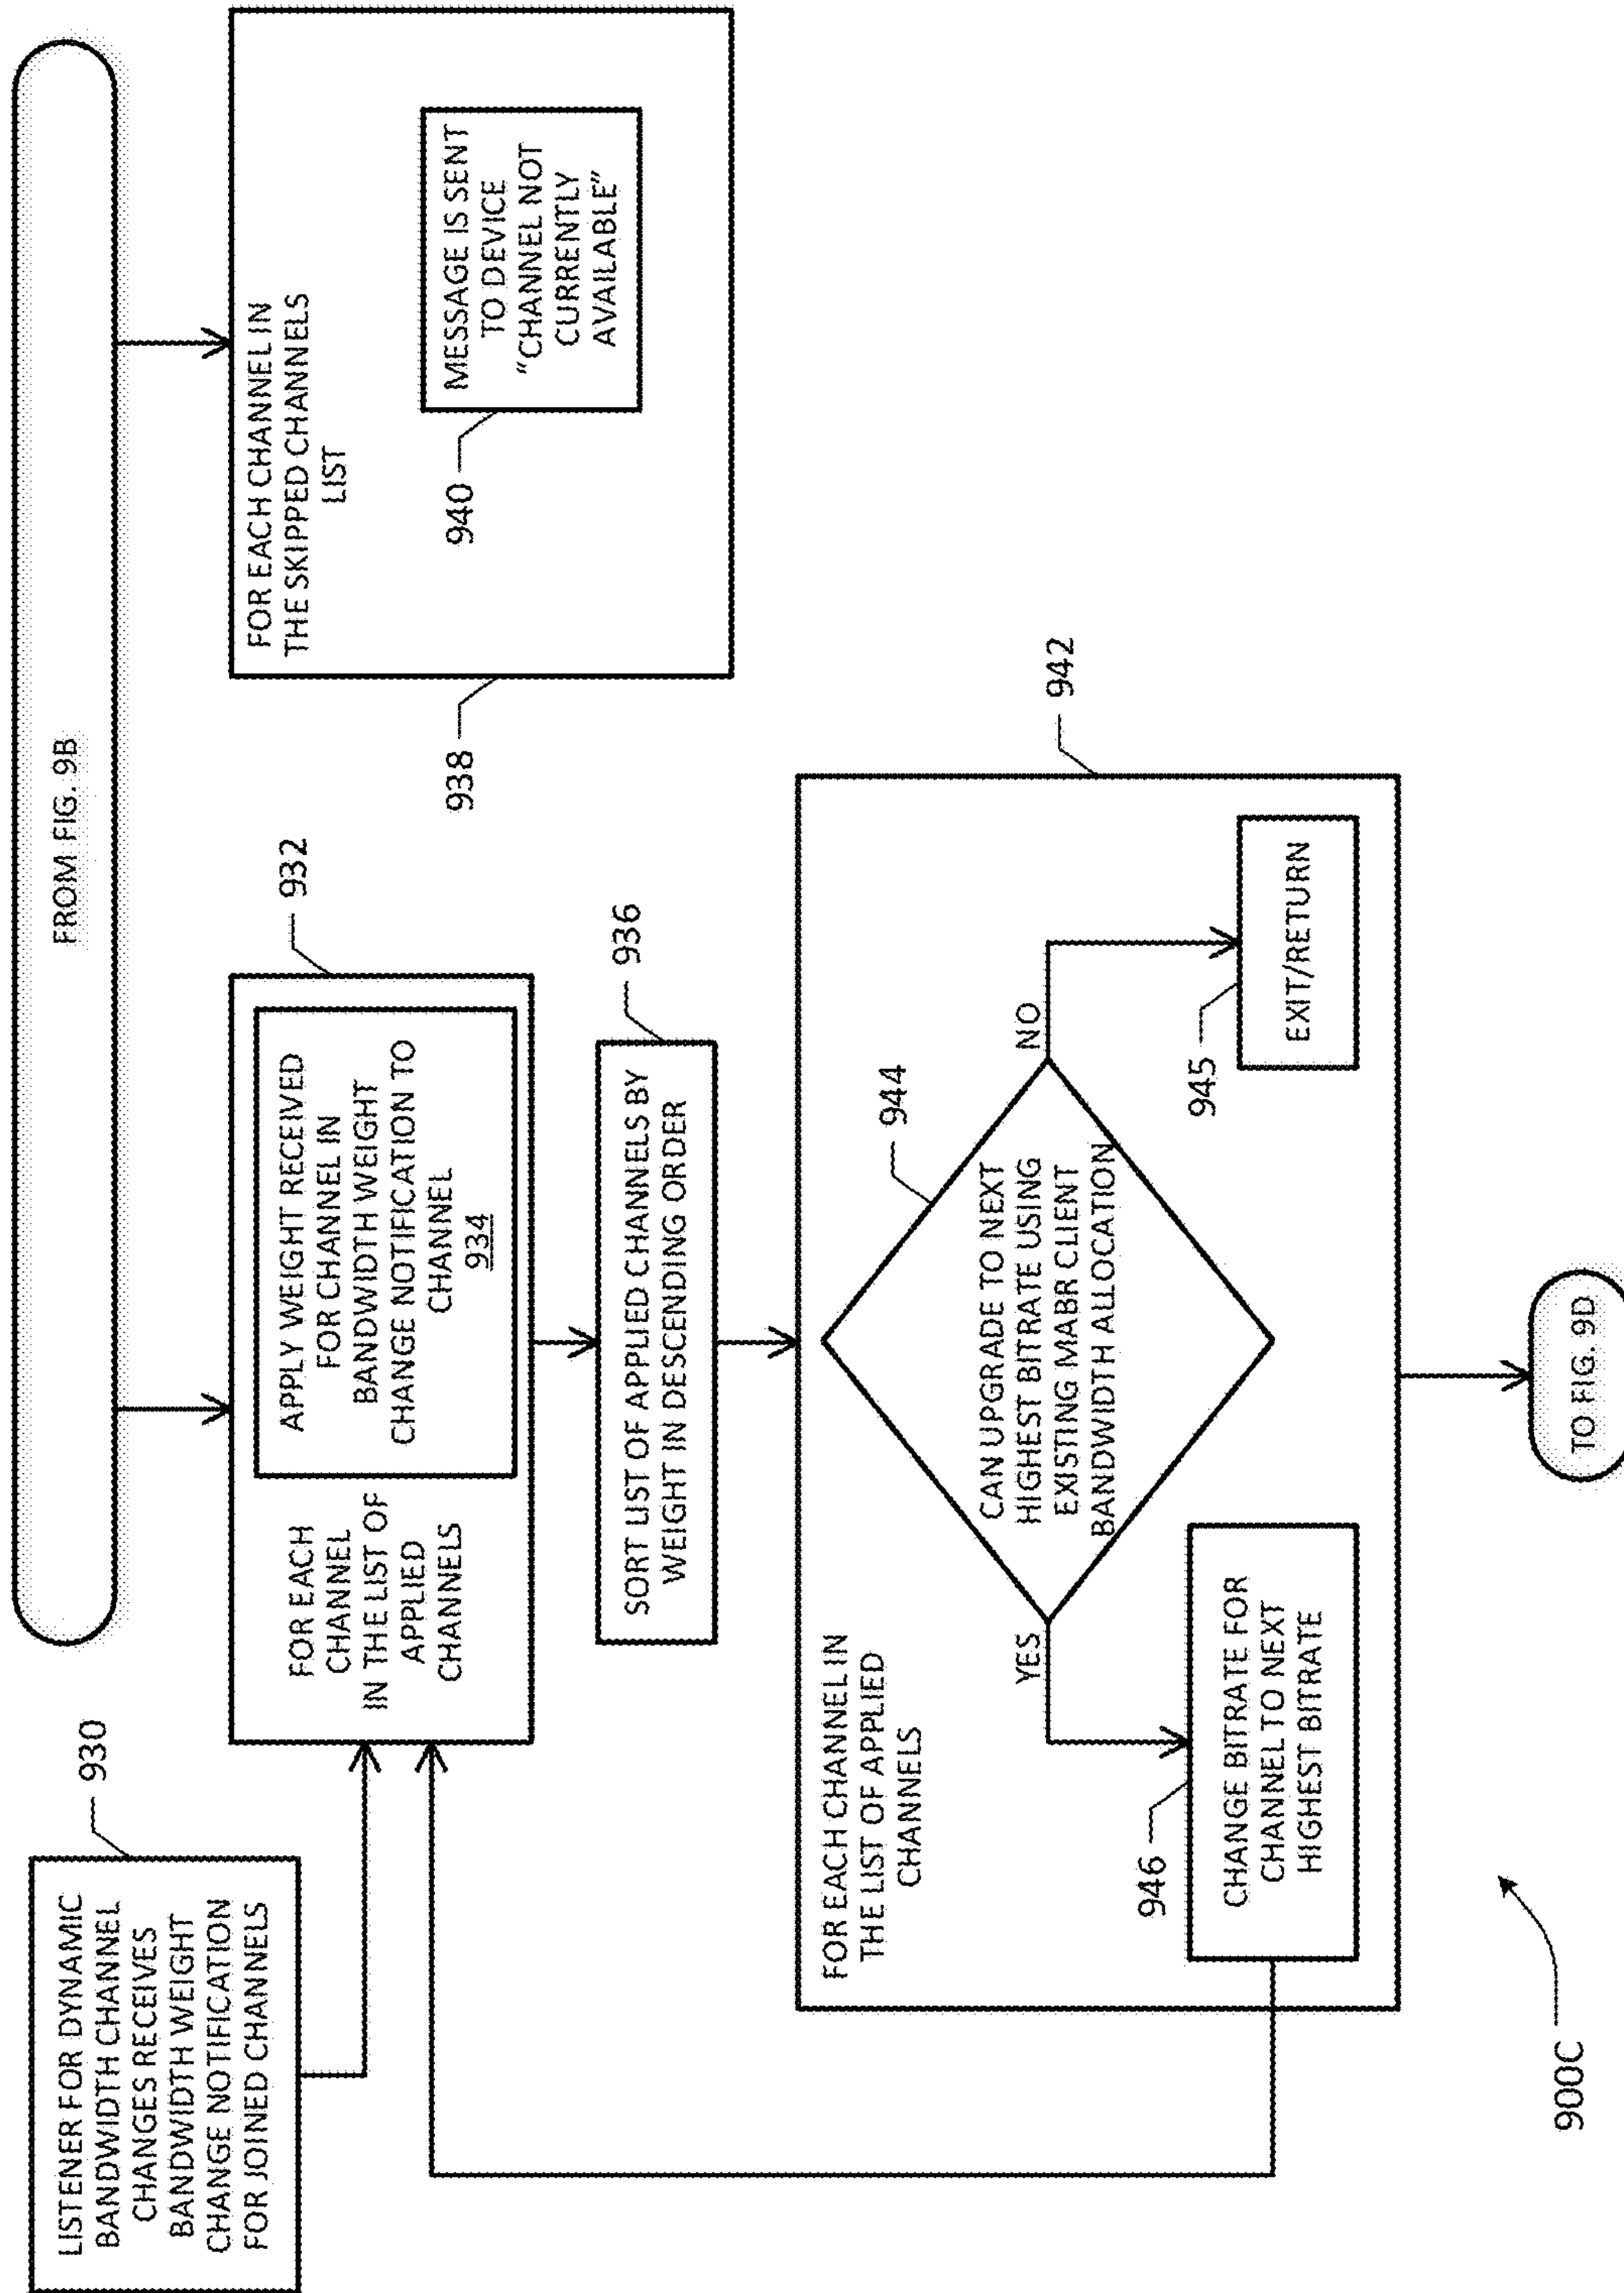 FROM FIG. 9B
930
LISTENER FOR DYNAMIC
BANDWIDTH CHANNEL
CHANGES RECEIVES
BANDWIDTH WEIGHT
CHANGE NOTIFICATION
FOR JOINED CHANNELS
932
FOR EACH
CHANNEL
IN THE LIST OF
APPLIED
CHANNELS
APPLY WEIGHT RECEIVED
FOR CHANNEL IN
BANDWIDTH WEIGHT
CHANGE NOTIFICATION TO
CHANNEL
934
938
FOR EACH CHANNEL IN
THE SKIPPED CHANNELS
LIST
940
MESSAGE IS SENT
TO DEVICE
“CHANNEL NOT
CURRENTLY
AVAILABLE”
936
SORT LIST OF APPLIED CHANNELS BY
WEIGHT IN DESCENDING ORDER
942
FOR EACH CHANNEL IN
THE LIST OF APPLIED
CHANNELS
944
CAN UPGRADE TO NEXT
HIGHEST BITRATE USING
EXISTING MABR CLIENT
BANDWIDTH ALLOCATION
YES
NO
946
CHANGE BITRATE FOR
CHANNEL TO NEXT
HIGHEST BITRATE
945
EXIT/RETURN
TO FIG. 9D
900C